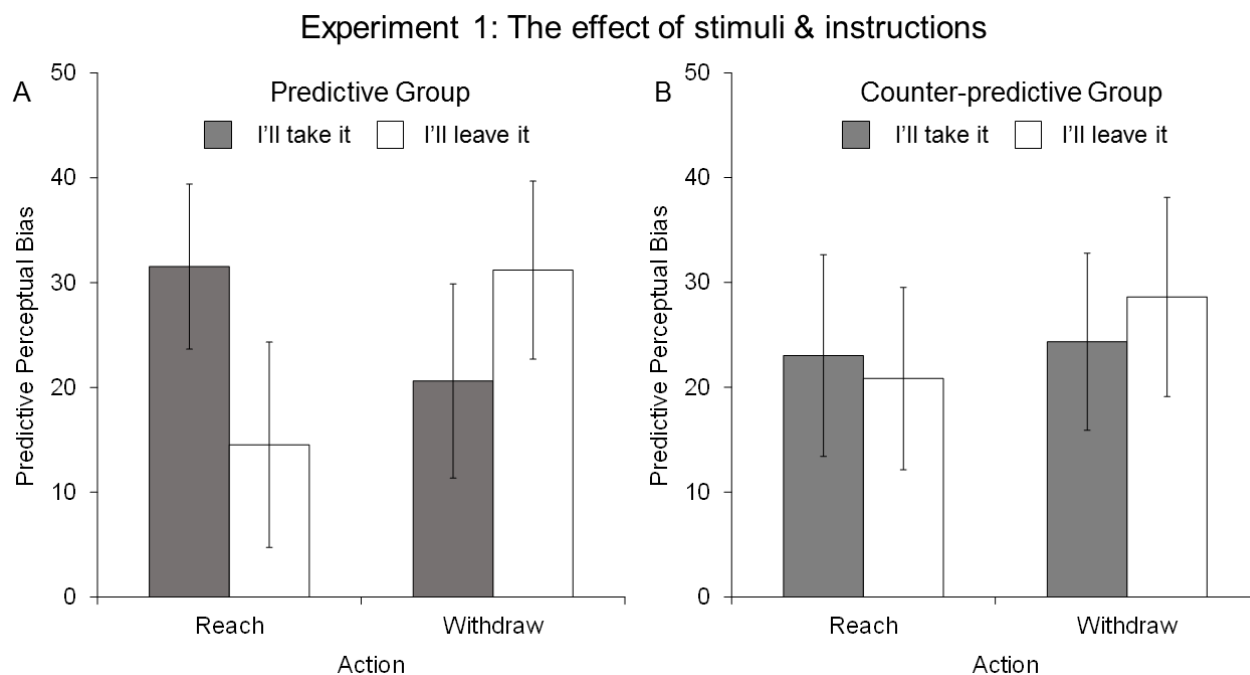 Experiment 1: The effect of stimuli & instructions
A
Predictive Group
I'll take it
I'll leave it
Predictive Perceptual Bias
50
40
30
20
10
0
Reach
Withdraw
Action
B
Counter-predictive Group
I'll take it
I'll leave it
Predictive Perceptual Bias
50
40
30
20
10
0
Reach
Withdraw
Action